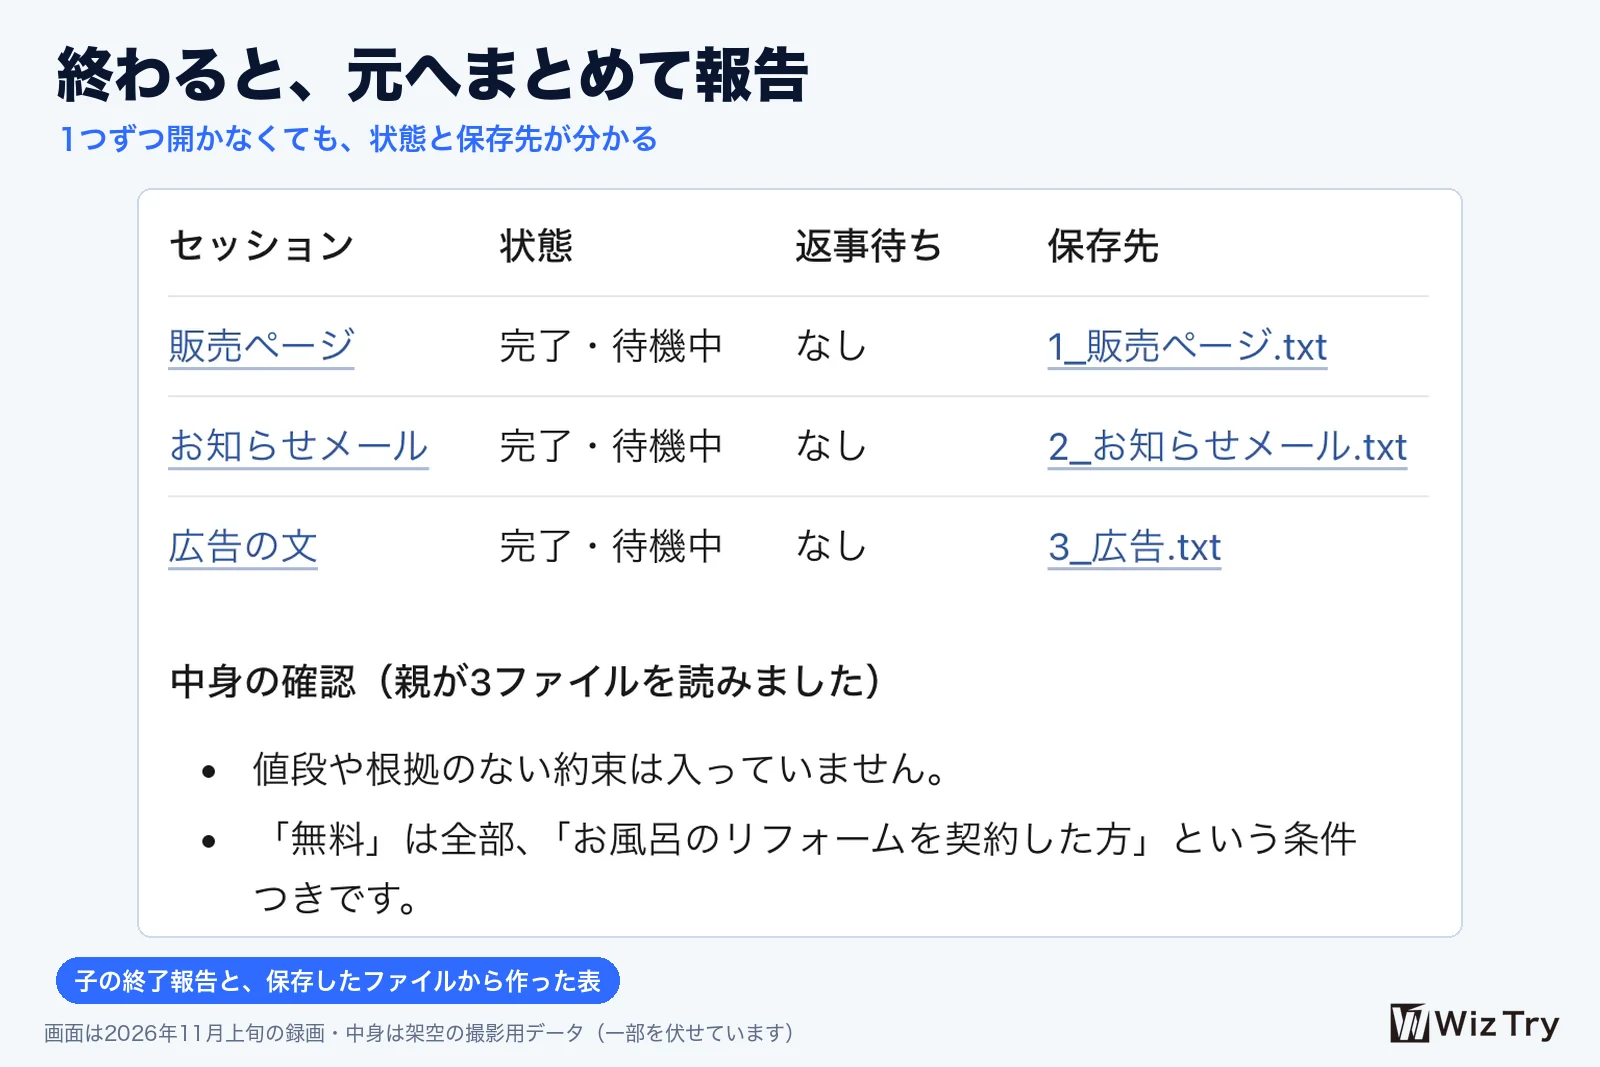 終わると、元へまとめて報告
1つずつ開かなくても、状態と保存先が分かる
セッション 状態 返事待ち 保存先
販売ページ 完了・待機中 なし 1_販売ページ.txt
お知らせメール 完了・待機中 なし 2_お知らせメール.txt
広告の文 完了・待機中 なし 3_広告.txt
中身の確認（親が3ファイルを読みました）
• 値段や根拠のない約束は入っていません。
• 「無料」は全部、「お風呂のリフォームを契約した方」という条件
つきです。
子の終了報告と、保存したファイルから作った表
画面は2026年11月上旬の録画・中身は架空の撮影用データ（一部を伏せています）
Wiz Try